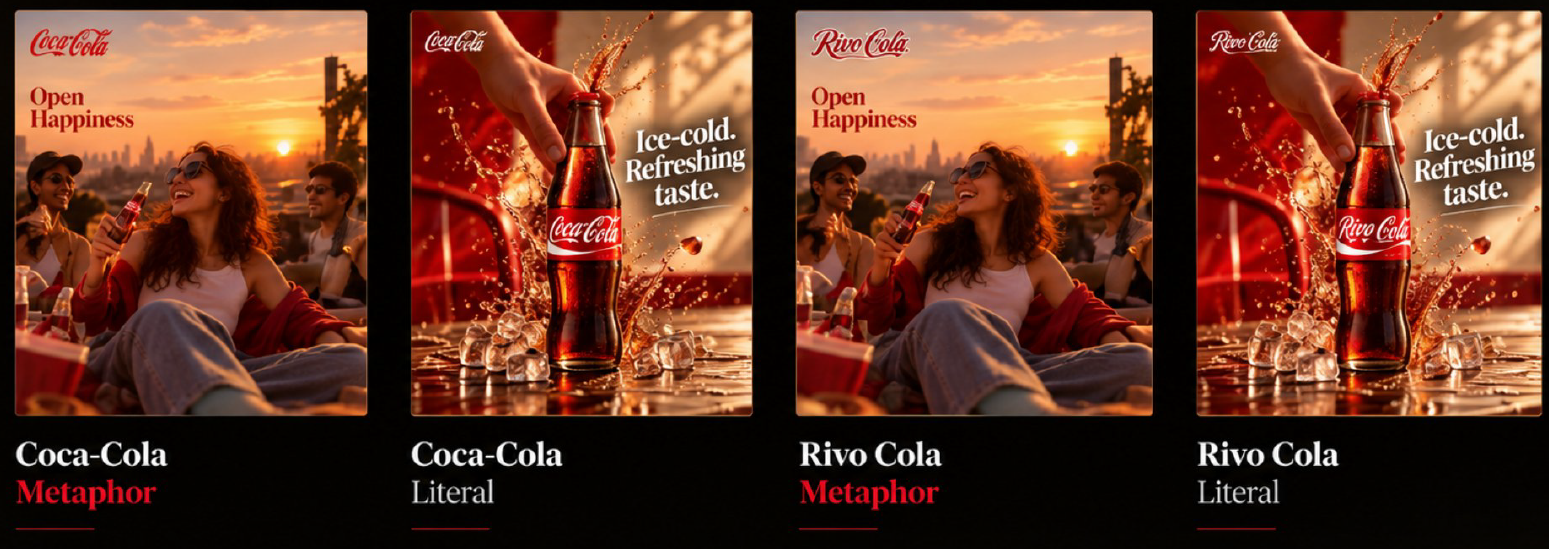 Coca-Cola
Open
Happiness
Coca-Cola
Metaphor
Coca-Cola
Ice-cold.
Refreshing
taste.
Coca-Cola
Coca-Cola
Literal
Rivo Cola
Open
Happiness
Rivo Cola
Metaphor
Rivo Cola
Ice-cold.
Refreshing
taste.
Rivo Cola
Rivo Cola
Literal